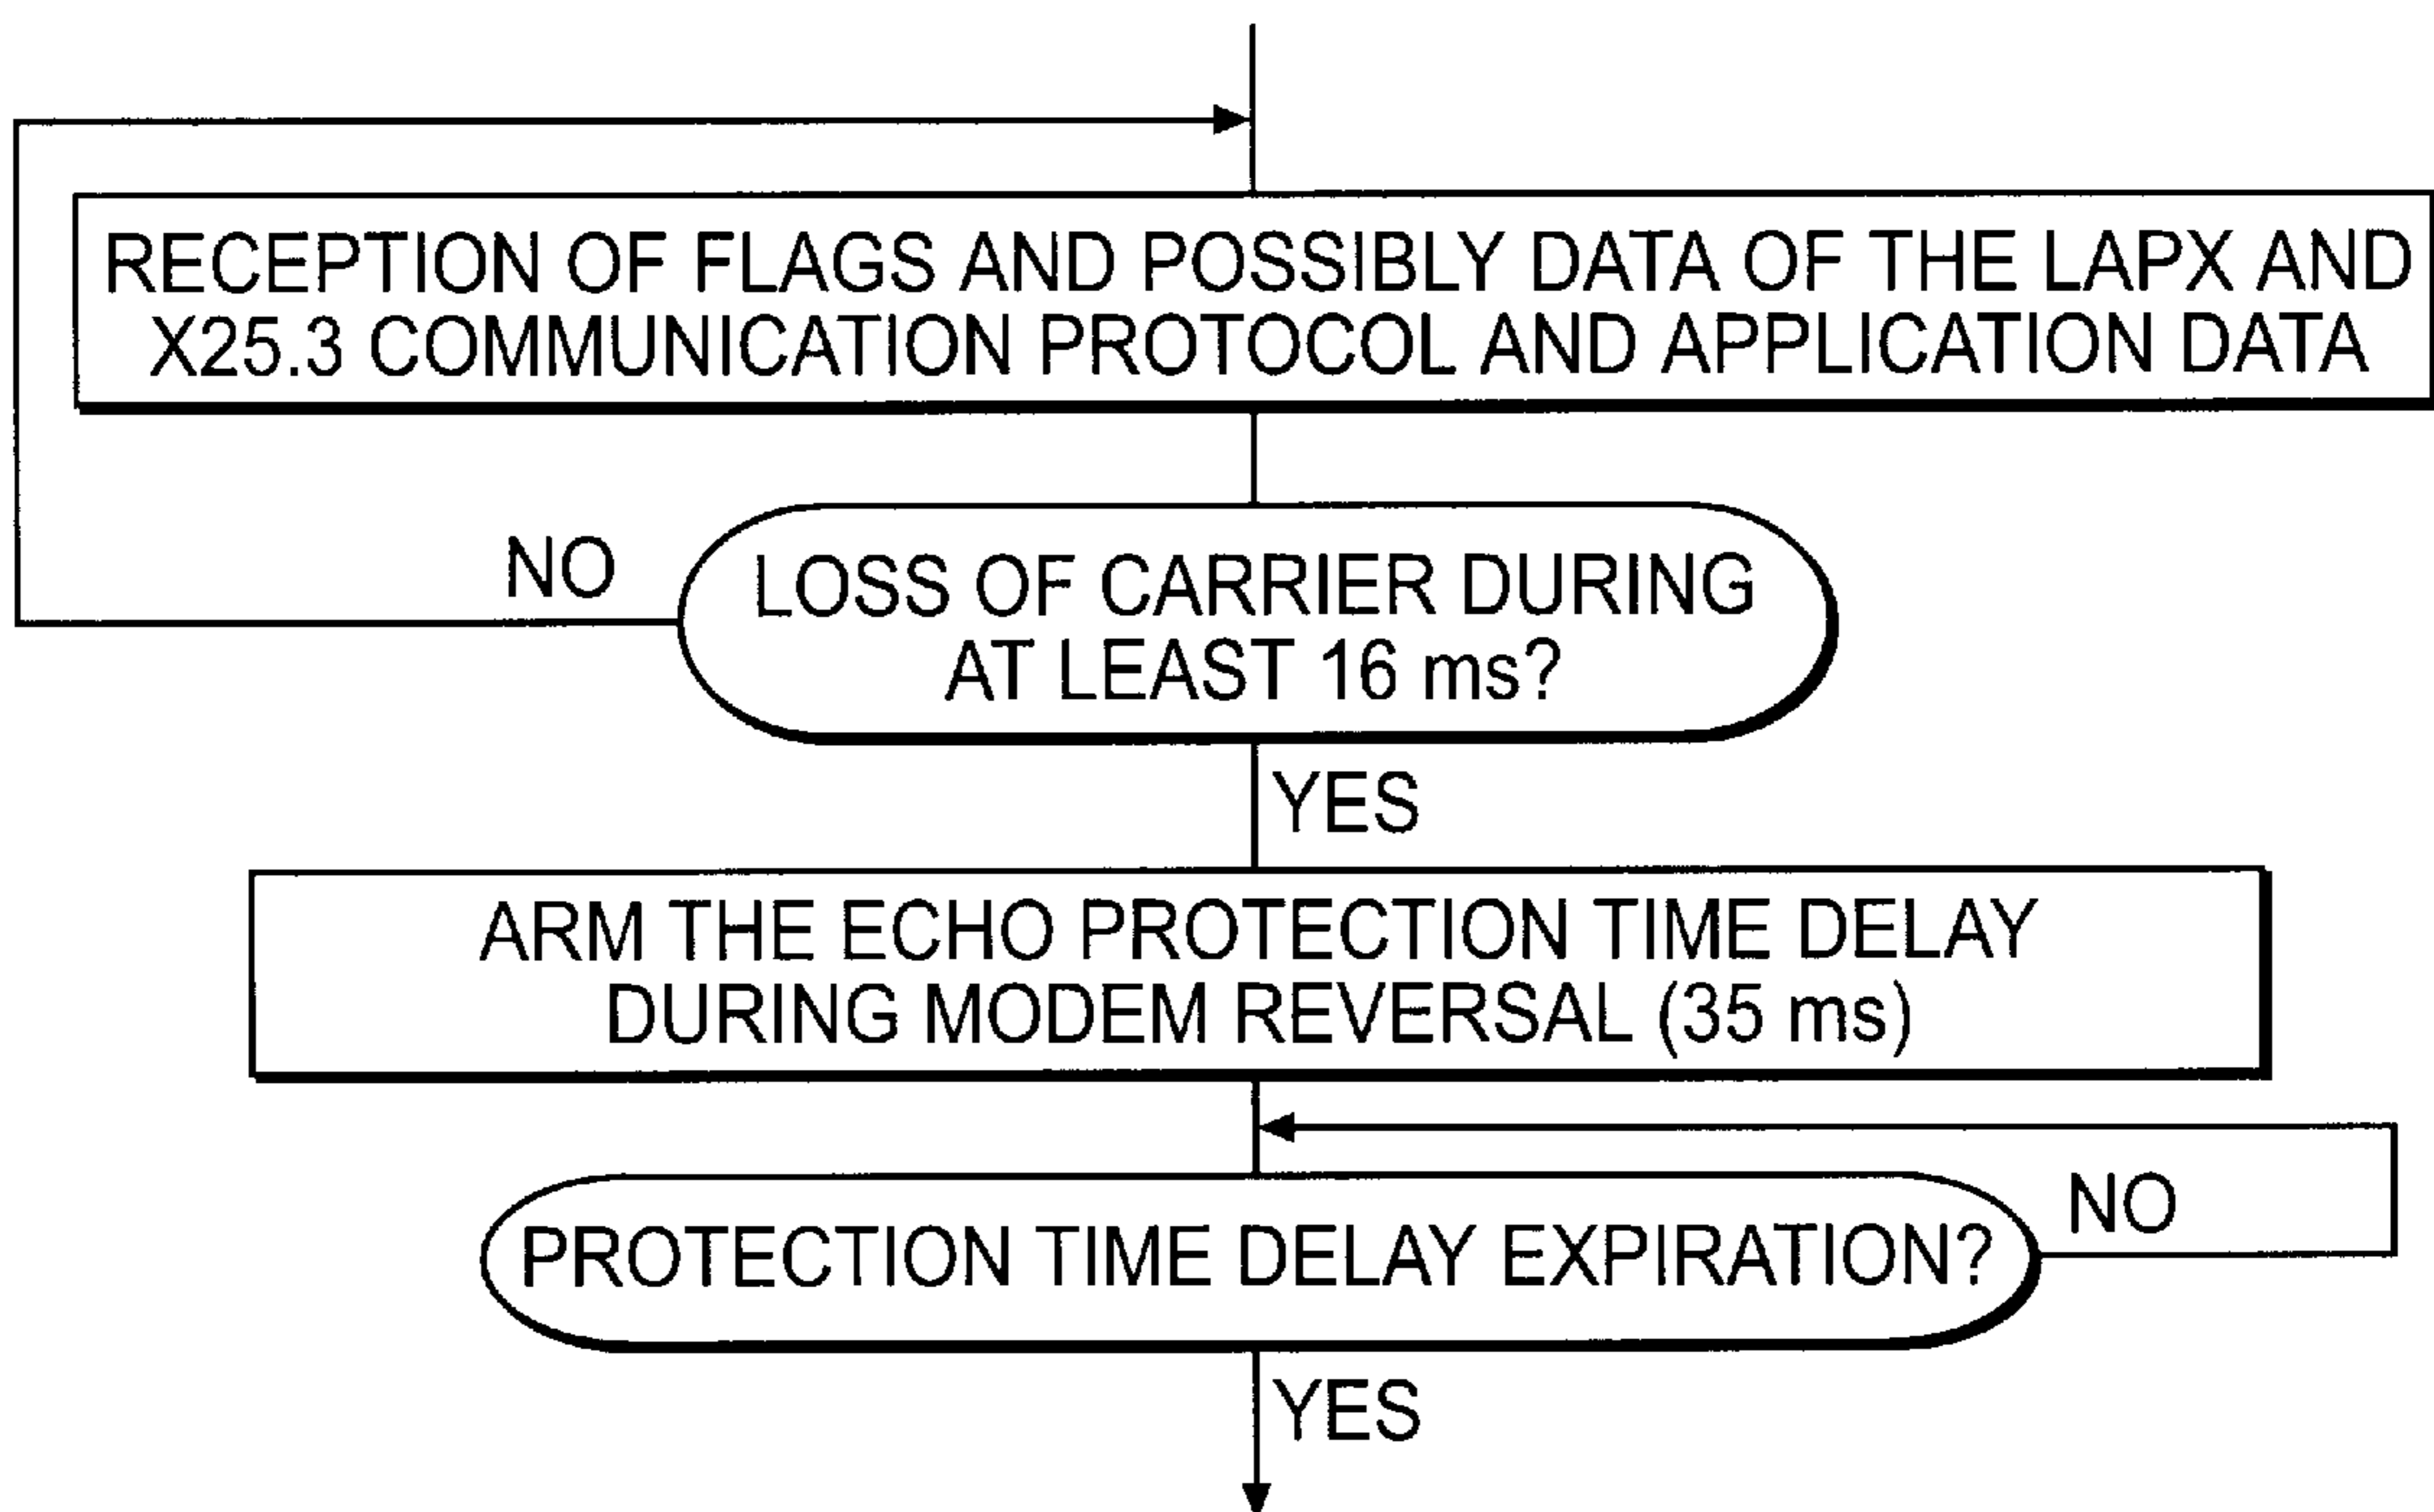 RECEPTION OF FLAGS AND POSSIBLY DATA OF THE LAPX AND
X25.3 COMMUNICATION PROTOCOL AND APPLICATION DATA
NO
LOSS OF CARRIER DURING
AT LEAST 16 ms?
YES
ARM THE ECHO PROTECTION TIME DELAY
DURING MODEM REVERSAL (35 ms)
NO
PROTECTION TIME DELAY EXPIRATION?
YES